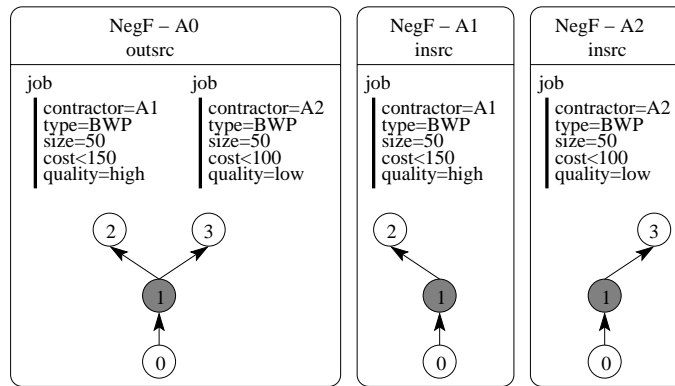 NegF – A0
outsrc
job
contractor=A1
type=BWP
size=50
cost<150
quality=high
job
contractor=A2
type=BWP
size=50
cost<100
quality=low
2
3
1
0
NegF – A1
insrc
job
contractor=A1
type=BWP
size=50
cost<150
quality=high
2
1
0
NegF – A2
insrc
job
contractor=A2
type=BWP
size=50
cost<100
quality=low
3
1
0